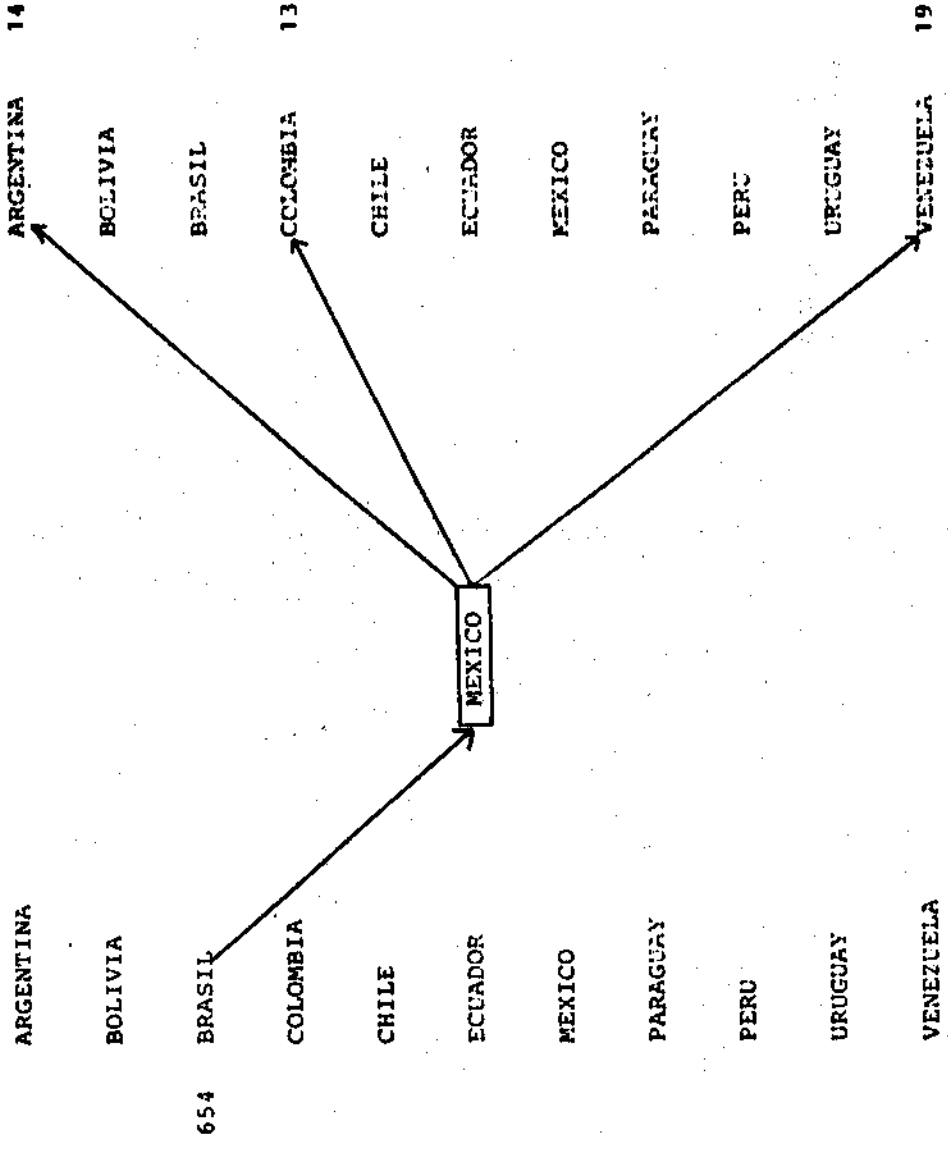 ARGENTINA ARGENTINA 14
BOLIVIA BOLIVIA
654 BRASIL BRASIL
COLOMBIA CCLOMBIA 13
CHILE CHILE
ECUADOR MEXICO ECUADOR
MEXICO MEXICO
PARAGUAY PARAGUAY
PERU PERU
URUGUAY URUGUAY
VENEZUELA VENEZUELA 19